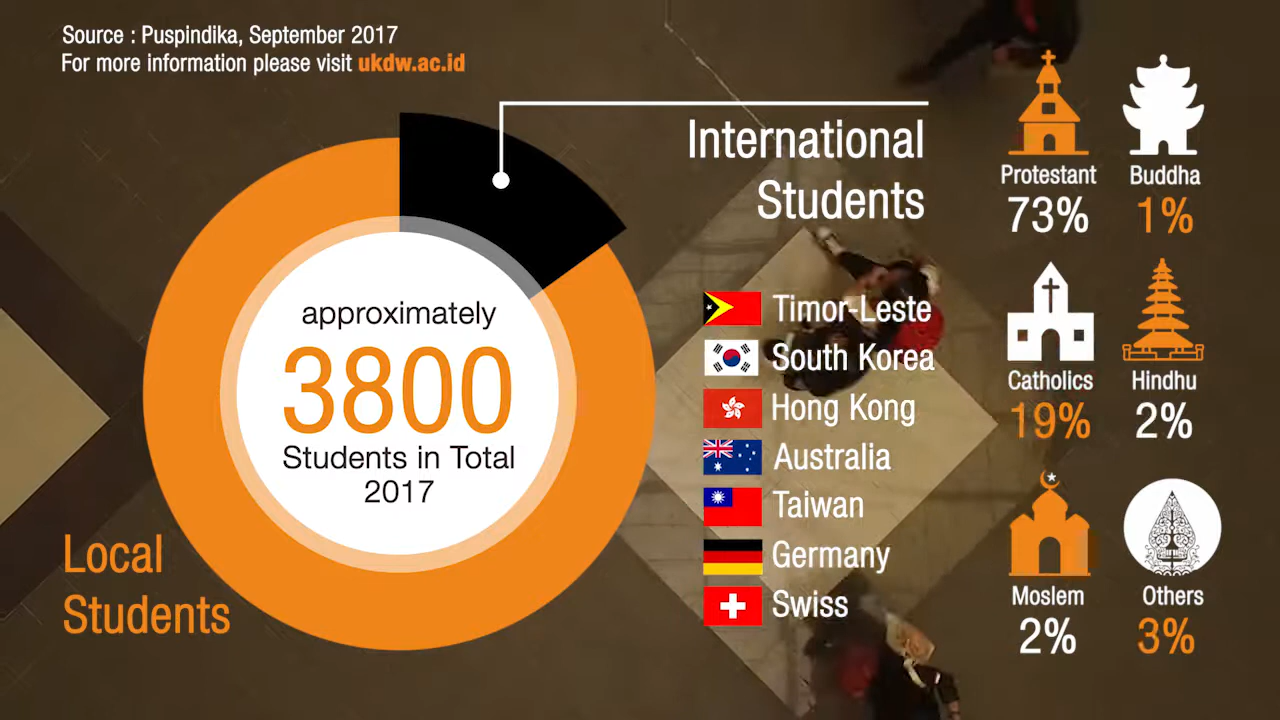 Source : Puspindika, September 2017
For more information please visit ukdw.ac.id
approximately
3800
Students in Total
2017
Local
Students
International
Students
Timor-Leste
South Korea
Hong Kong
Australia
Taiwan
Germany
Swiss
Protestant
73%
Buddha
1%
Catholics
19%
Hindhu
2%
Moslem
2%
Others
3%